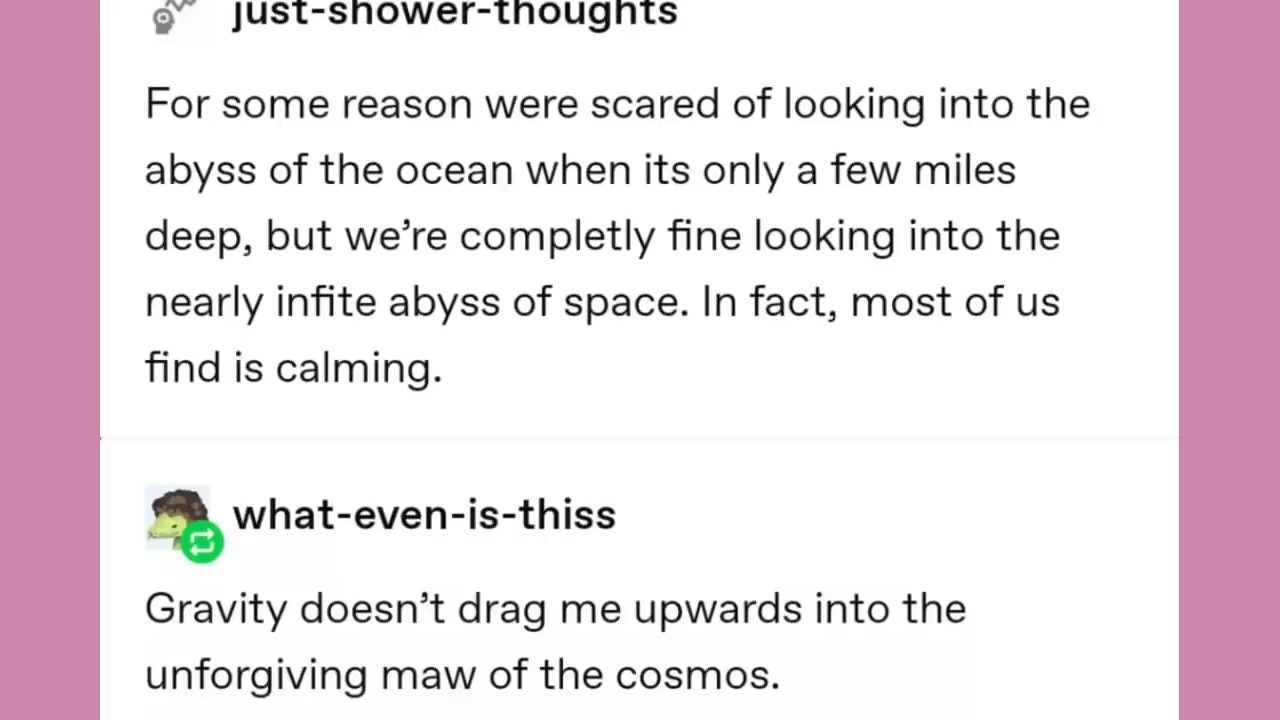 just-shower-thoughts
For some reason were scared of looking into the
abyss of the ocean when its only a few miles
deep, but we’re completly fine looking into the
nearly infite abyss of space. In fact, most of us
find is calming.
what-even-is-thiss
Gravity doesn’t drag me upwards into the
unforgiving maw of the cosmos.